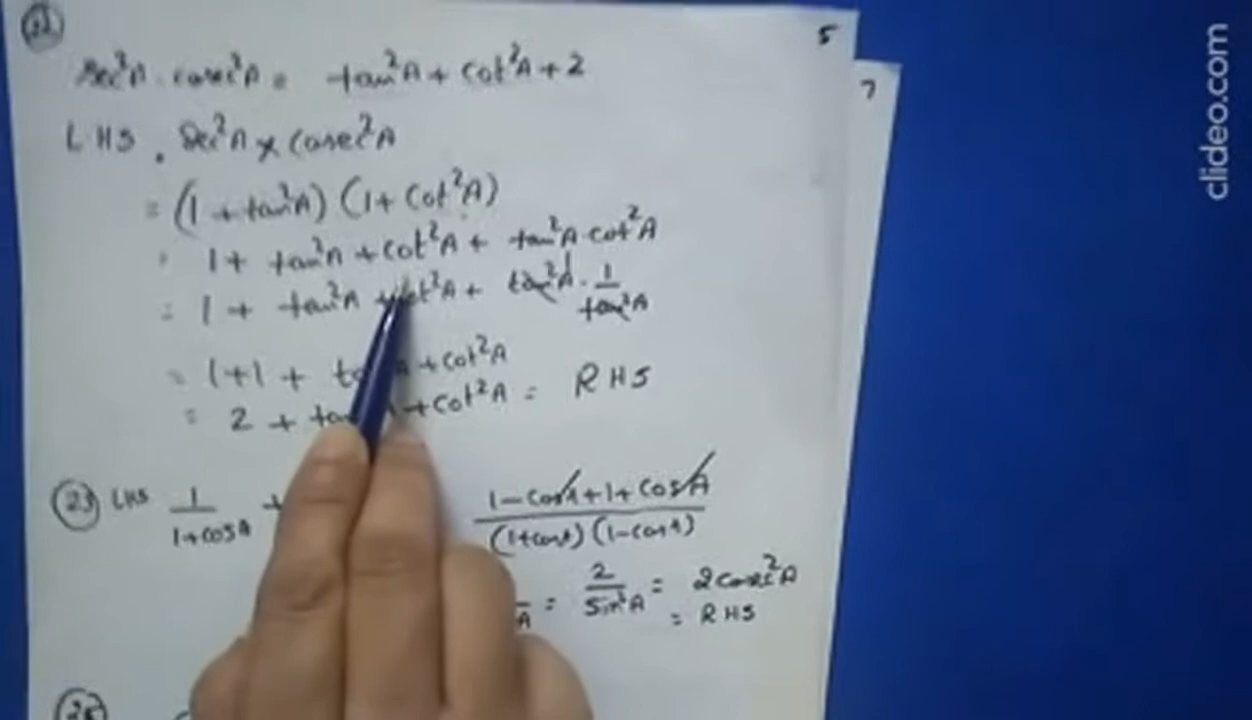 22
5
sec²A . cosec²A = tan²A + cot²A + 2
7
LHS . Sec²A × Cosec²A
= (1 + tan²A) (1 + Cot²A)
= 1 + tan²A + cot²A + tan²A . cot²A
= 1 + tan²A + cot²A + tan²A . 1/tan²A
= 1+1 + + cot²A
= 2 + + cot²A = RHS
23 LHS 1/1+cosA + 1-CosA+1+CosA/(1+cosA)(1-cosA)
= 2/Sin²A = 2cosec²A
= RHS
clideo.com